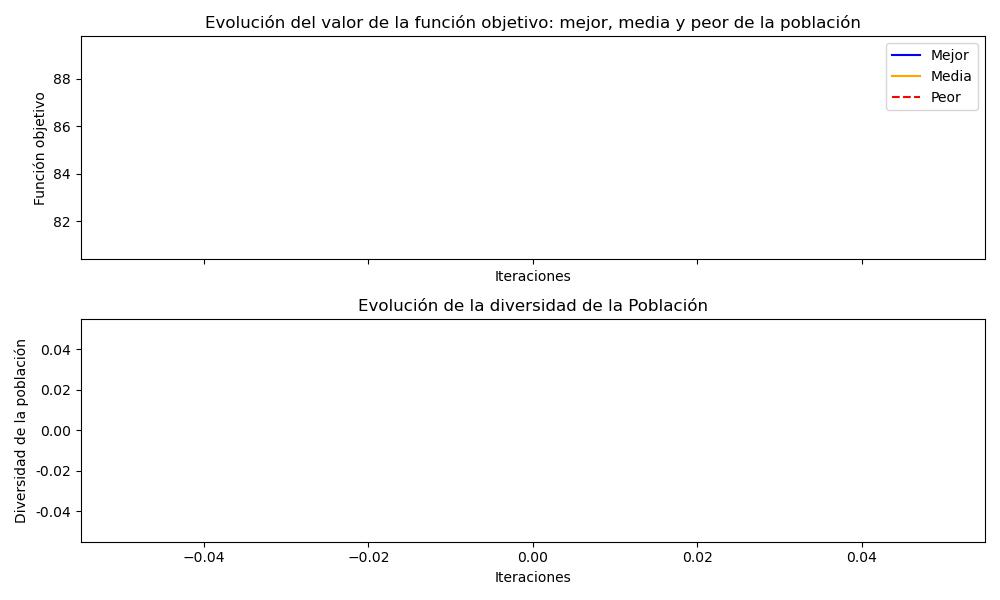 Evolución del valor de la función objetivo: mejor, media y peor de la población
Mejor
Media
Peor
Función objetivo
88
86
84
82
Iteraciones
Evolución de la diversidad de la Población
Diversidad de la población
0.04
0.02
0.00
-0.02
-0.04
−0.04
−0.02
0.00
0.02
0.04
Iteraciones